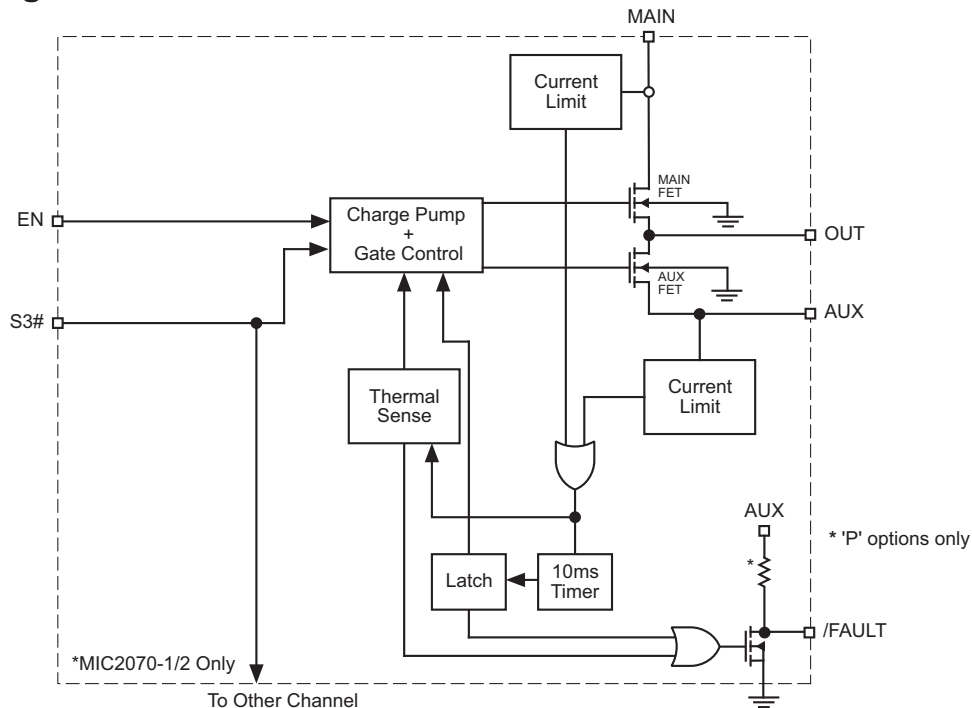 MAIN
Current
Limit
MAIN
FET
EN
Charge Pump
+
Gate Control
OUT
AUX
FET
S3#
AUX
Thermal
Sense
Current
Limit
AUX
* 'P' options only
*
Latch
10ms
Timer
/FAULT
*MIC2070-1/2 Only
To Other Channel